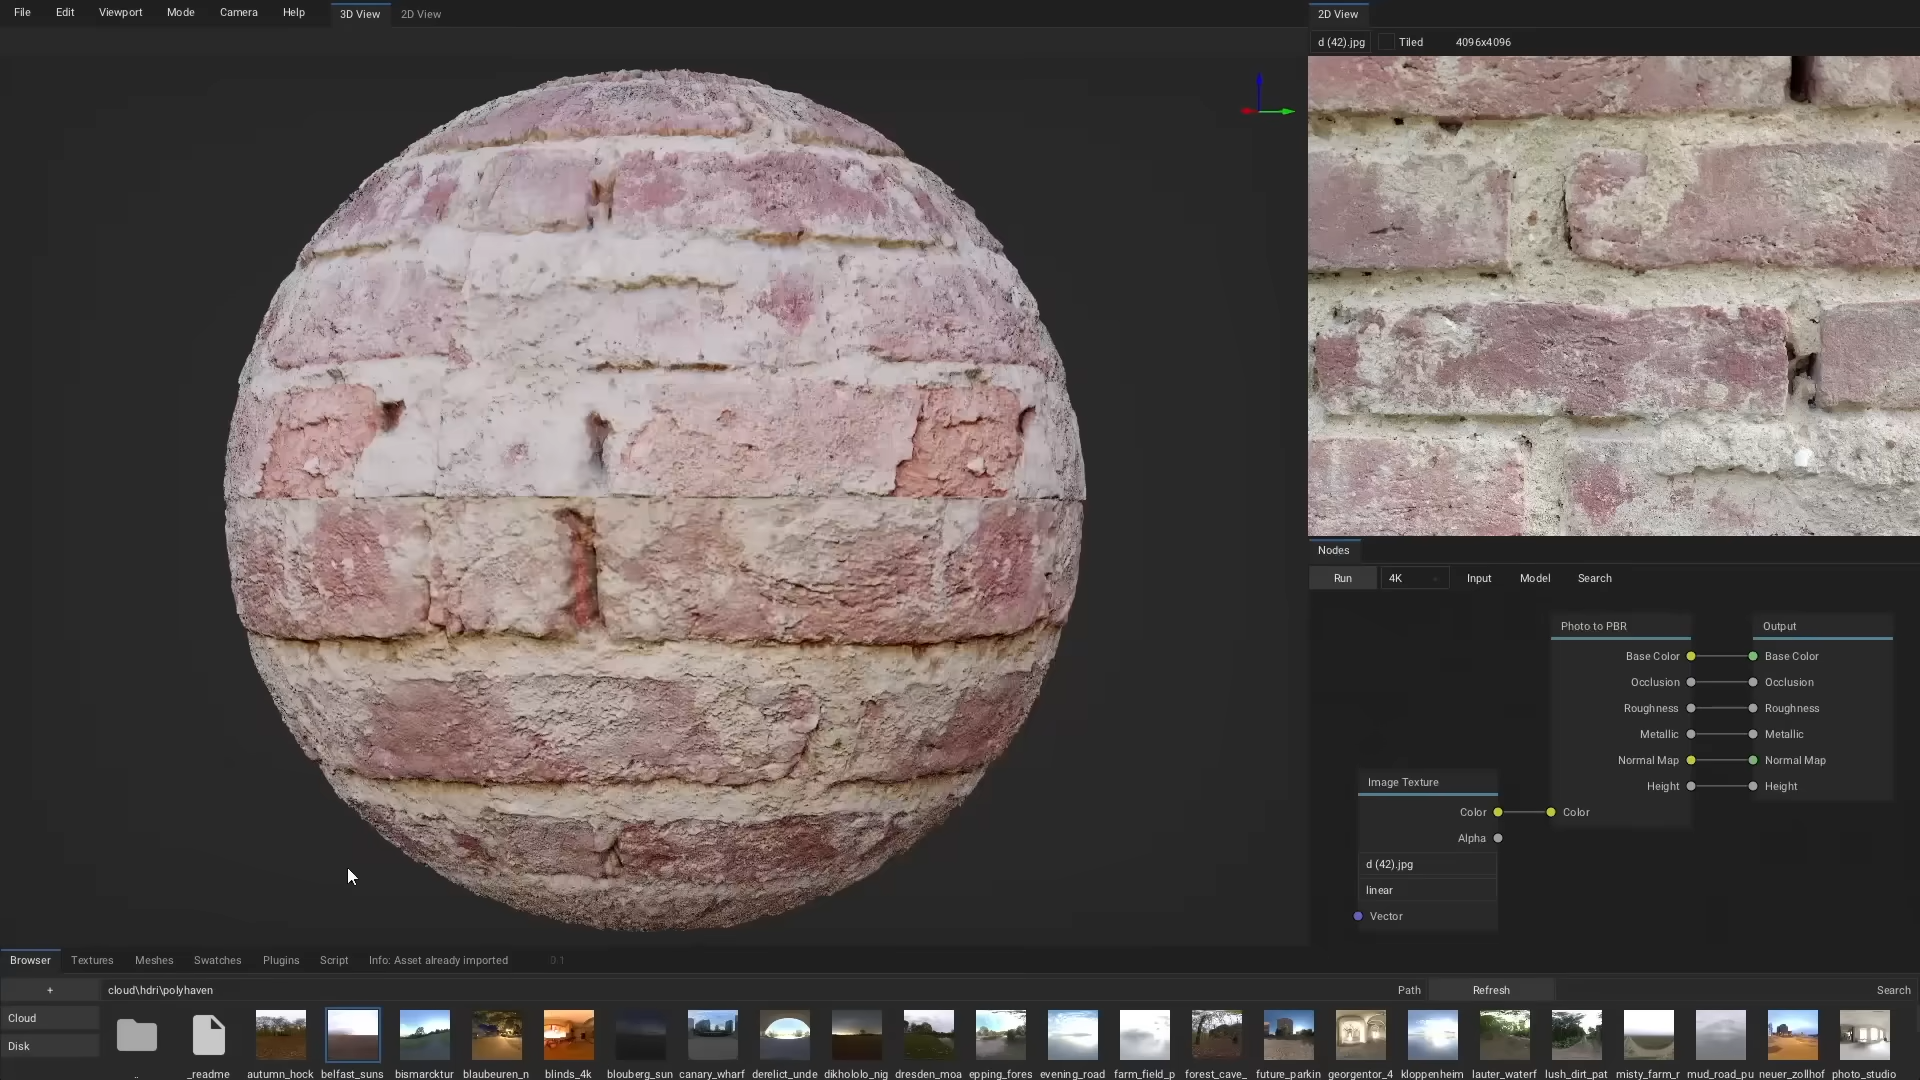 File Edit Viewport Mode Camera Help 3D View 2D View
2D View
d (42).jpg Tiled 4096x4096
Nodes
Run 4K Input Model Search
Photo to PBR
Base Color
Occlusion
Roughness
Metallic
Normal Map
Height
Color
Output
Base Color
Occlusion
Roughness
Metallic
Normal Map
Height
Image Texture
Color
Alpha
d (42).jpg
linear
Vector
Browser Textures Meshes Swatches Plugins Script Info: Asset already imported
+ cloud\hdri\polyhaven Path Refresh Search
Cloud
Disk
.. _readme autumn_hock belfast_suns bismarcktur blaubeuren_n blinds_4k blouberg_sun canary_wharf derelict_unde dikhololo_nig dresden_moa epping_fores evening_road farm_field_p forest_cave_ future_parkin georgentor_4 kloppenheim lauter_waterf lush_dirt_pat misty_farm_r mud_road_pu neuer_zollhof photo_studio